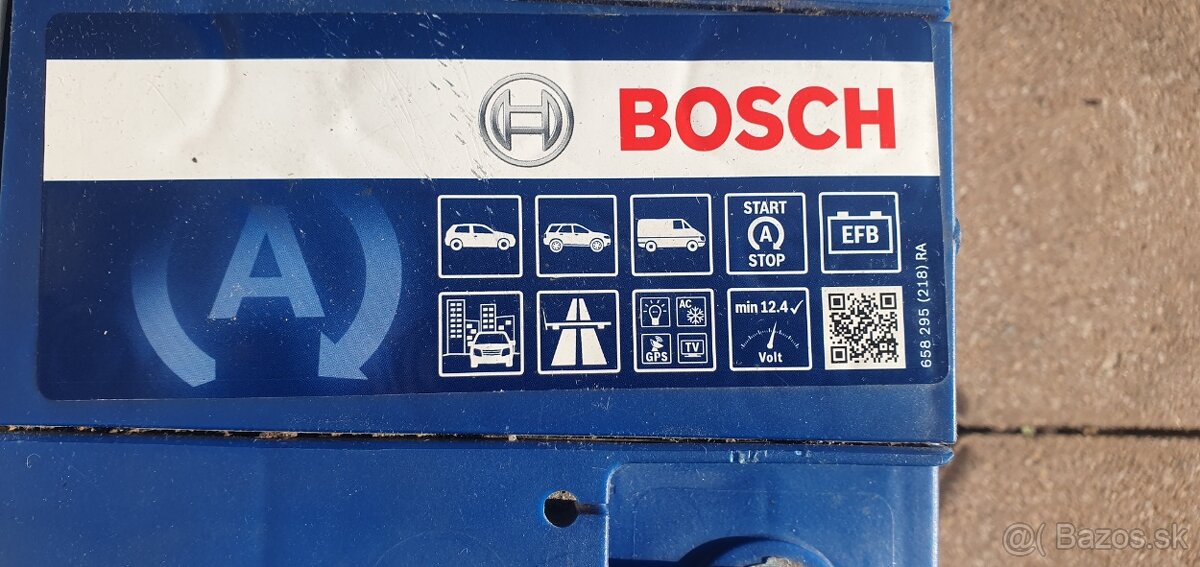 BOSCH
A
START
A
STOP
EFB
AC
GPS
TV
min 12.4✓
Volt
658 295 (218) RA
@( Bazos.sk